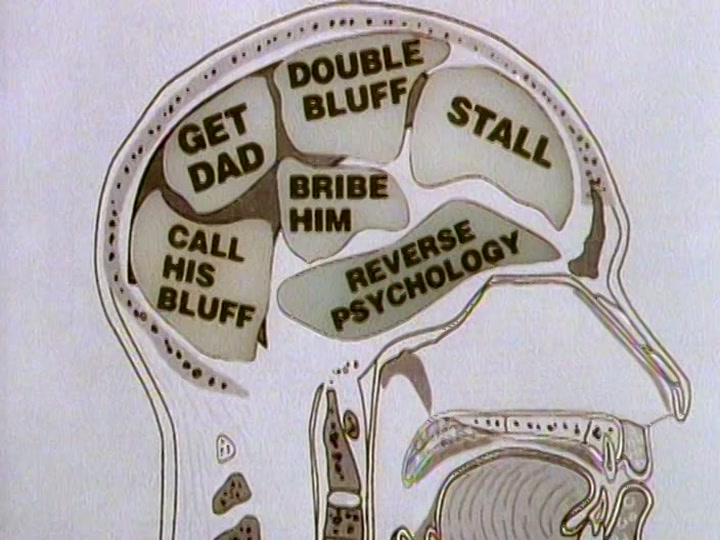 DOUBLE
BLUFF
GET
DAD
STALL
BRIBE
HIM
CALL
HIS
BLUFF
REVERSE
PSYCHOLOGY